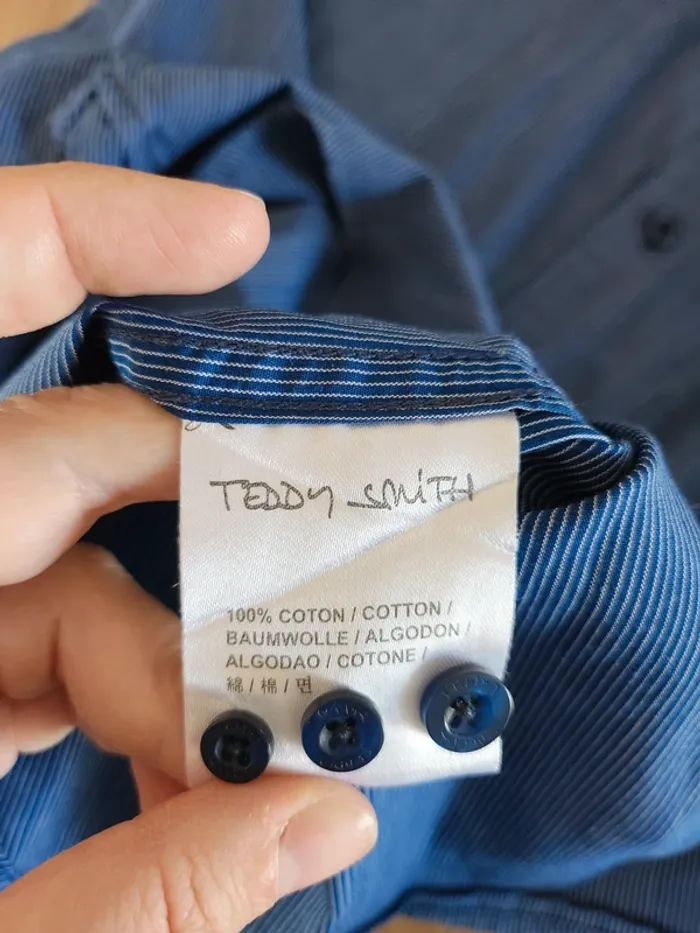 TEDDY SMITH
100% COTON / COTTON /
BAUMWOLLE / ALGODON /
ALGODAO / COTONE /
綿 / 棉 / 면